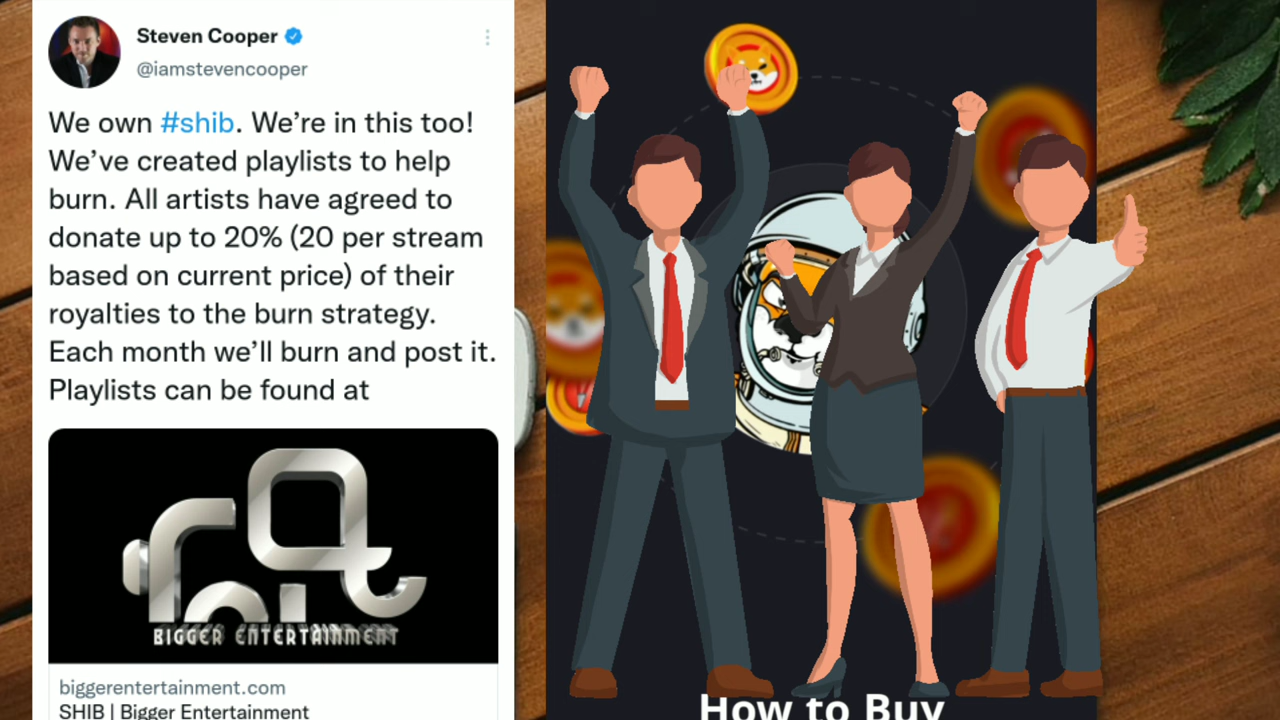 Steven Cooper
@iamstevencooper
We own #shib. We’re in this too!
We’ve created playlists to help
burn. All artists have agreed to
donate up to 20% (20 per stream
based on current price) of their
royalties to the burn strategy.
Each month we’ll burn and post it.
Playlists can be found at
BIGGER ENTERTAINMENT
biggerentertainment.com
SHIB | Bigger Entertainment
How to Buy